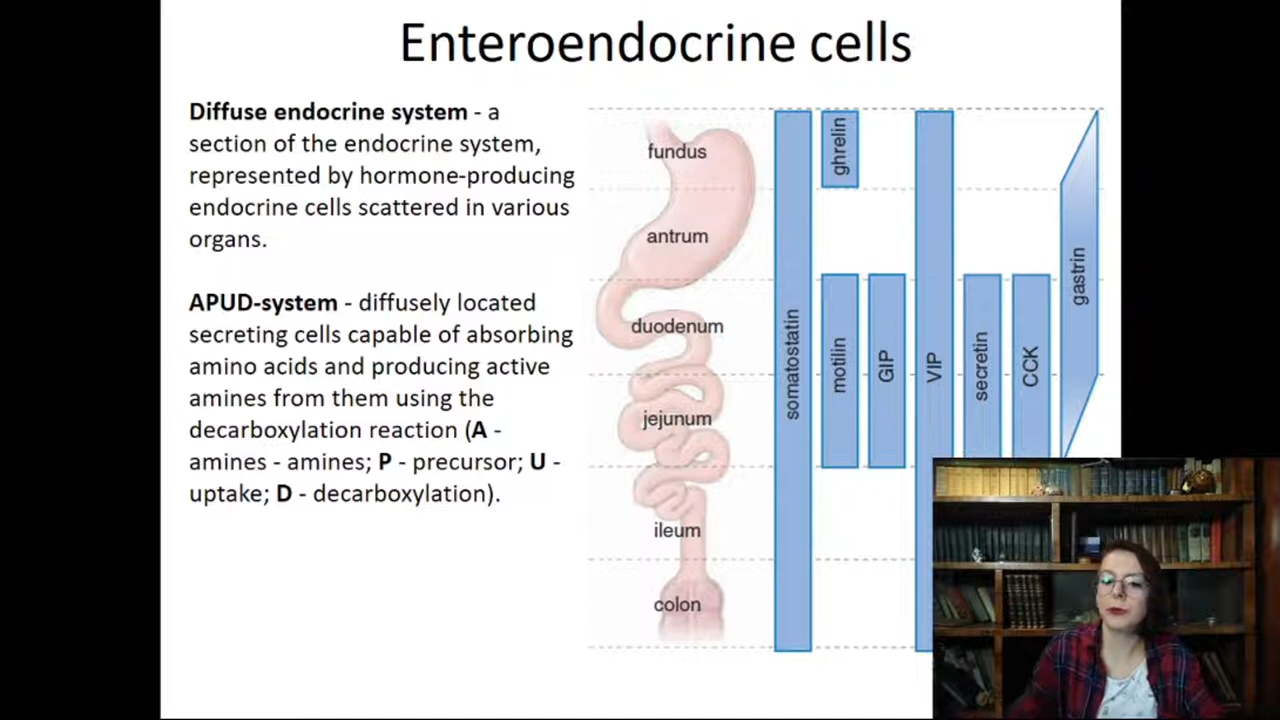 Enteroendocrine cells
Diffuse endocrine system - a
section of the endocrine system,
represented by hormone-producing
endocrine cells scattered in various
organs.
APUD-system - diffusely located
secreting cells capable of absorbing
amino acids and producing active
amines from them using the
decarboxylation reaction (A -
amines - amines; P - precursor; U -
uptake; D - decarboxylation).
fundus
antrum
duodenum
jejunum
ileum
colon
somatostatin
ghrelin
motilin
GIP
VIP
secretin
CCK
gastrin